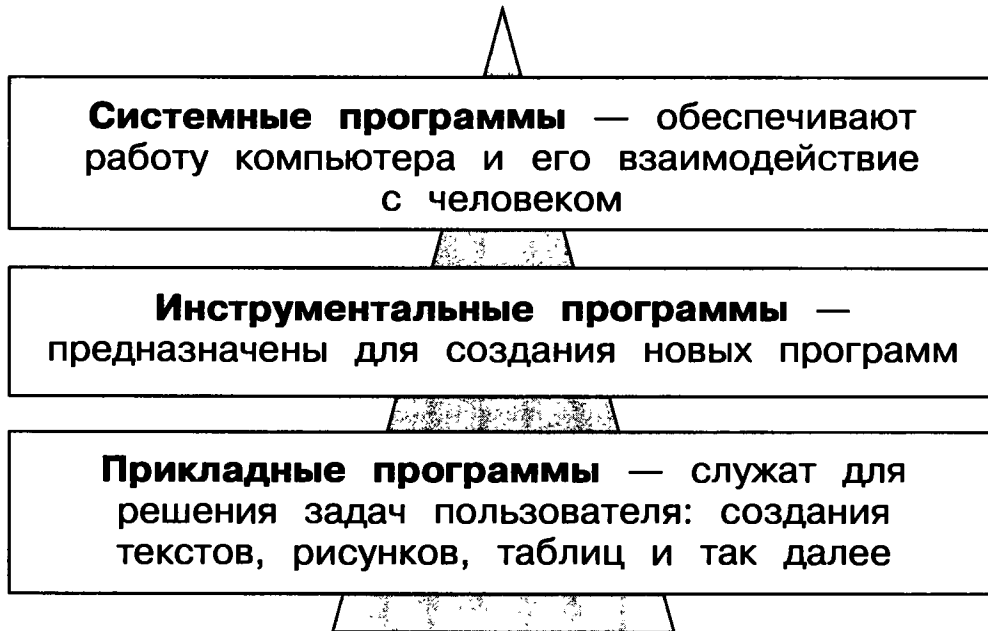 Системные программы — обеспечивают
работу компьютера и его взаимодействие
с человеком
Инструментальные программы —
предназначены для создания новых программ
Прикладные программы — служат для
решения задач пользователя: создания
текстов, рисунков, таблиц и так далее